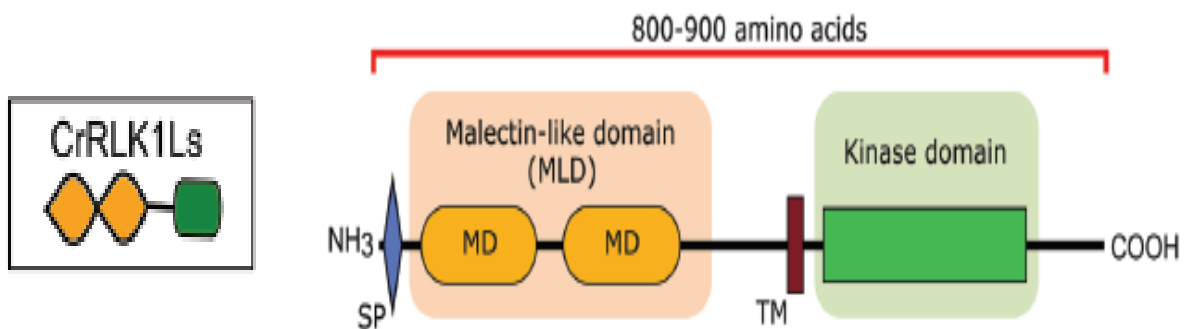 800-900 amino acids
CrRLK1Ls
Malectin-like domain
(MLD)
Kinase domain
NH3
MD
MD
COOH
SP
TM